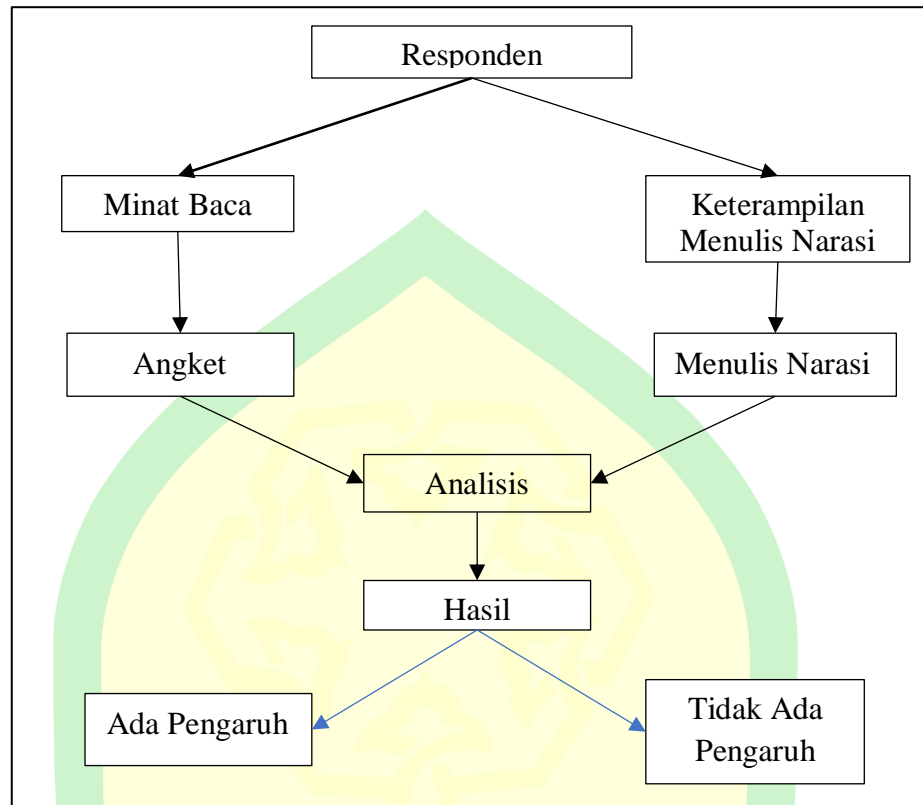 Responden
Minat Baca
Keterampilan
Menulis Narasi
Angket
Menulis Narasi
Analisis
Hasil
Ada Pengaruh
Tidak Ada
Pengaruh